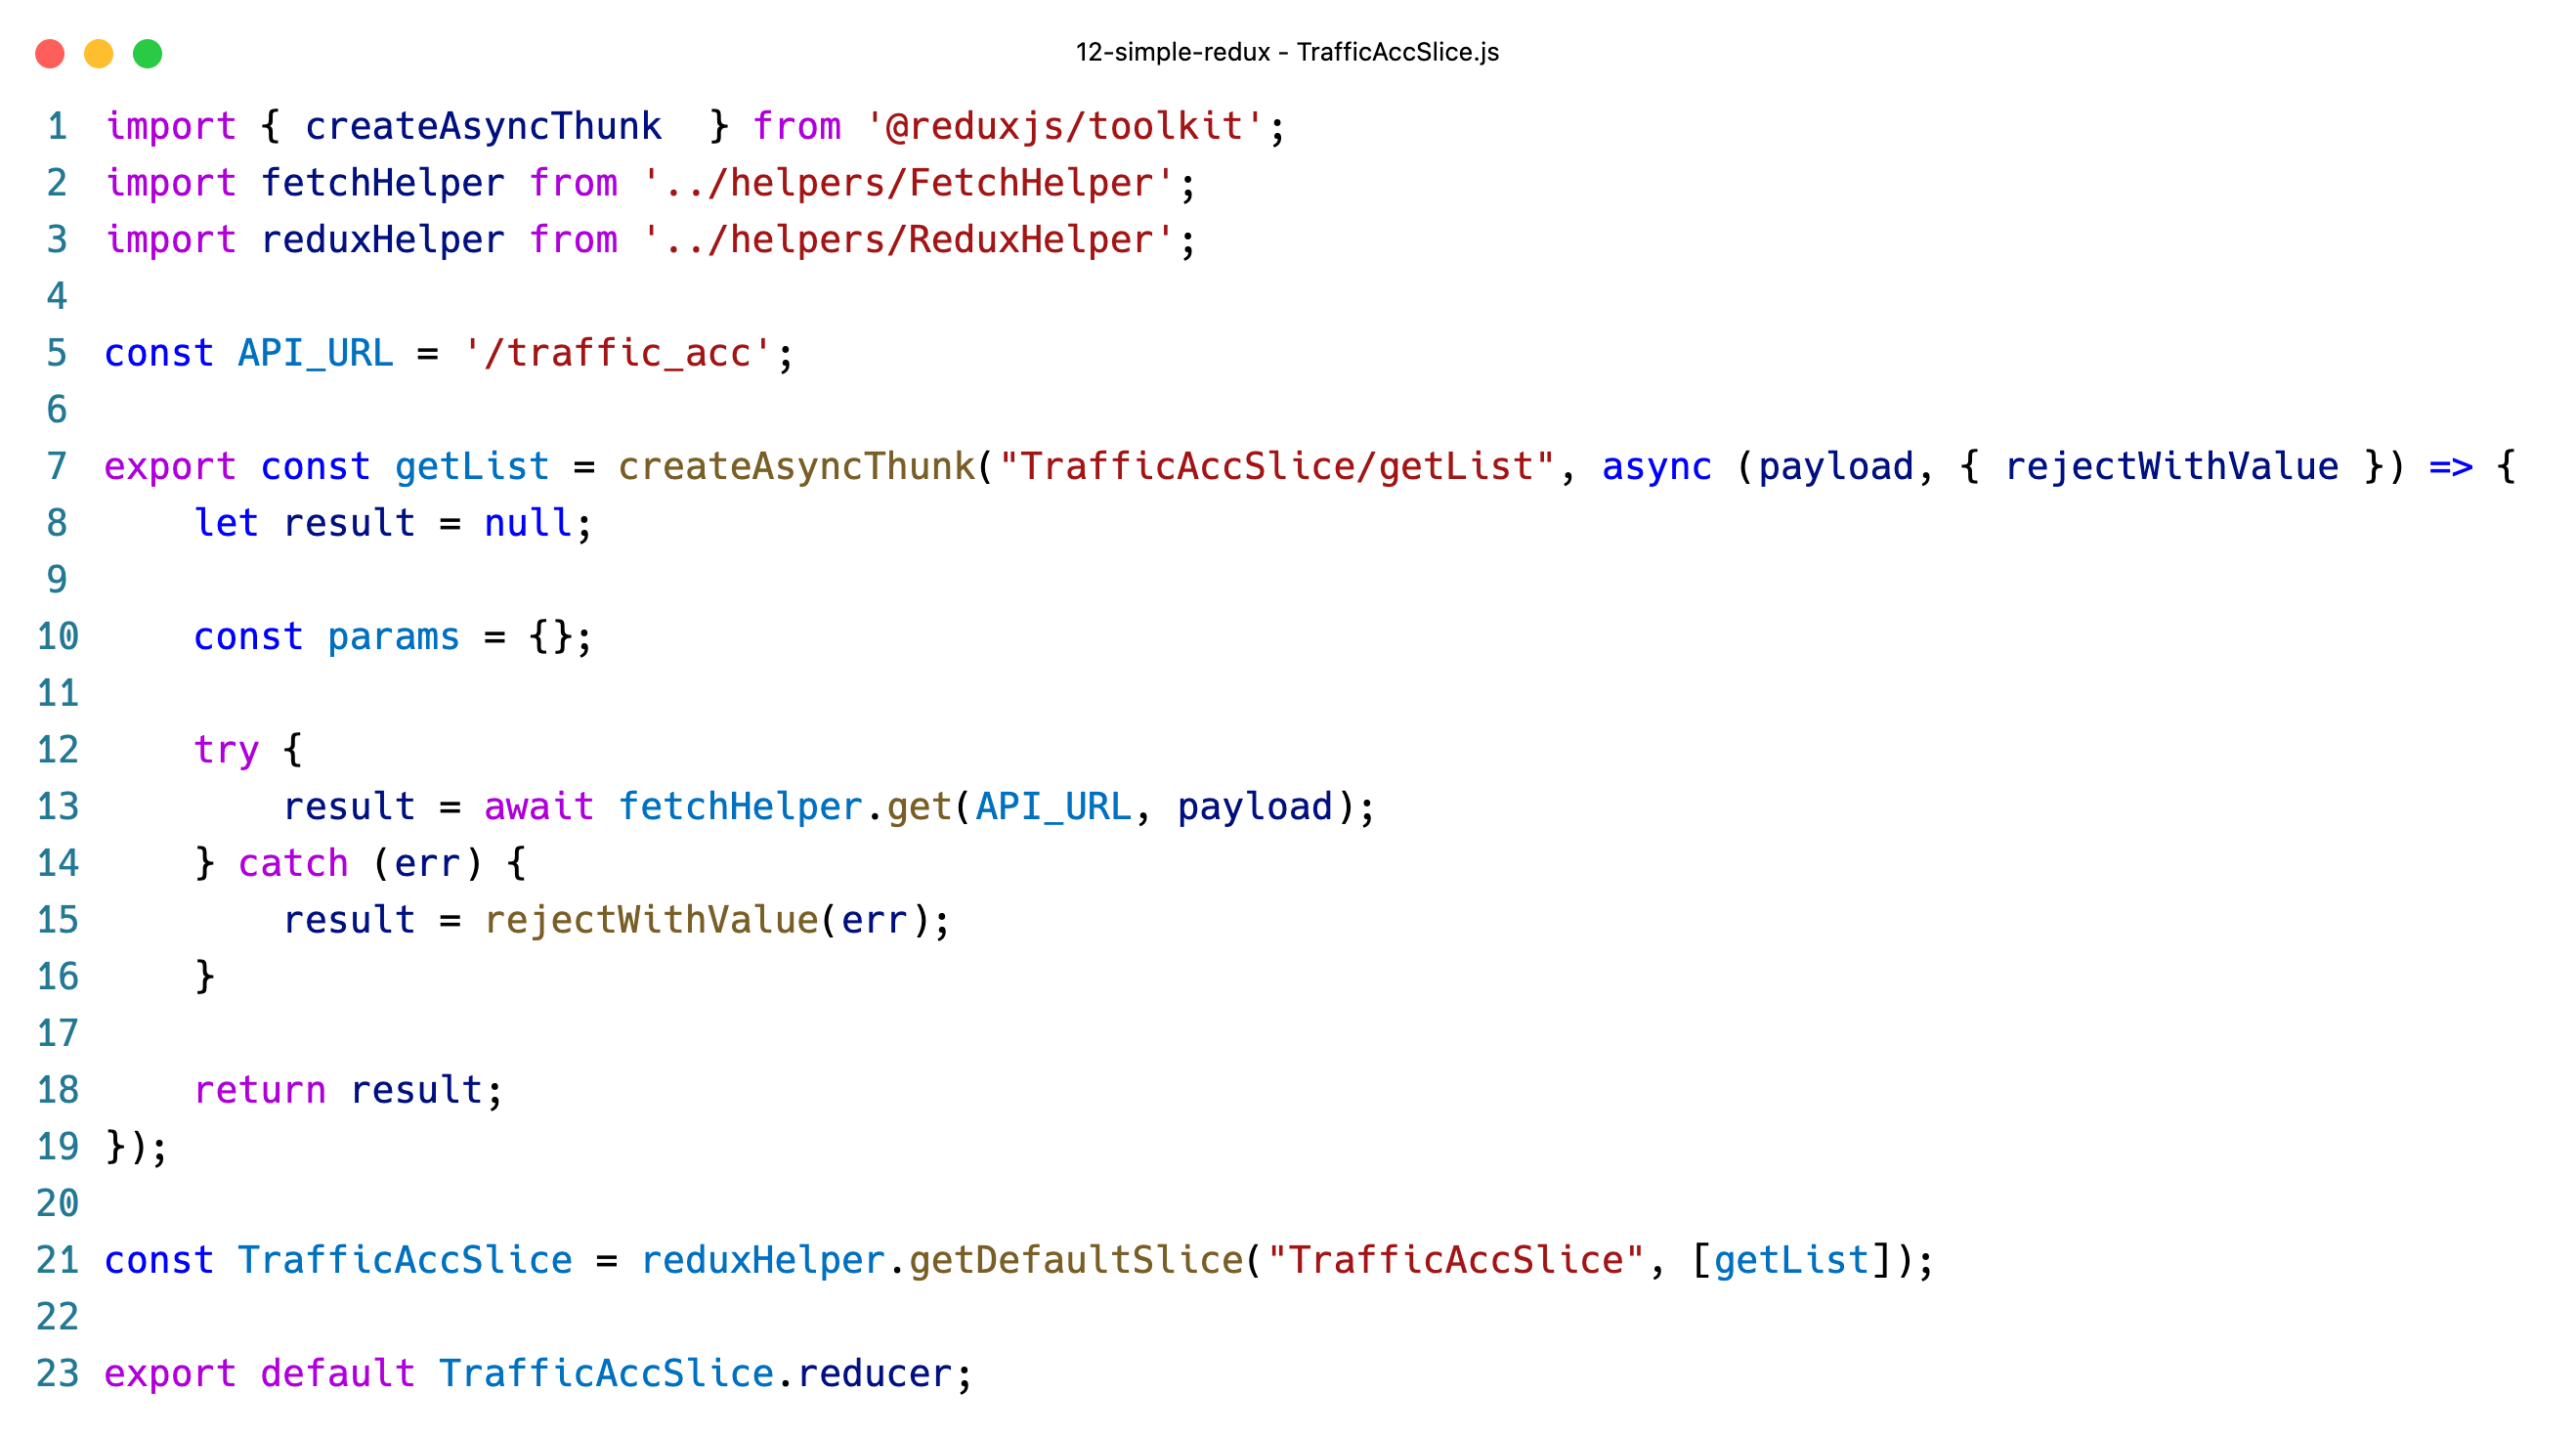 12-simple-redux - TrafficAccSlice.js
1 import { createAsyncThunk  } from '@reduxjs/toolkit';
2 import fetchHelper from '../helpers/FetchHelper';
3 import reduxHelper from '../helpers/ReduxHelper';
4
5 const API_URL = '/traffic_acc';
6
7 export const getList = createAsyncThunk("TrafficAccSlice/getList", async (payload, { rejectWithValue }) => {
8     let result = null;
9
10     const params = {};
11
12     try {
13         result = await fetchHelper.get(API_URL, payload);
14     } catch (err) {
15         result = rejectWithValue(err);
16     }
17
18     return result;
19 });
20
21 const TrafficAccSlice = reduxHelper.getDefaultSlice("TrafficAccSlice", [getList]);
22
23 export default TrafficAccSlice.reducer;